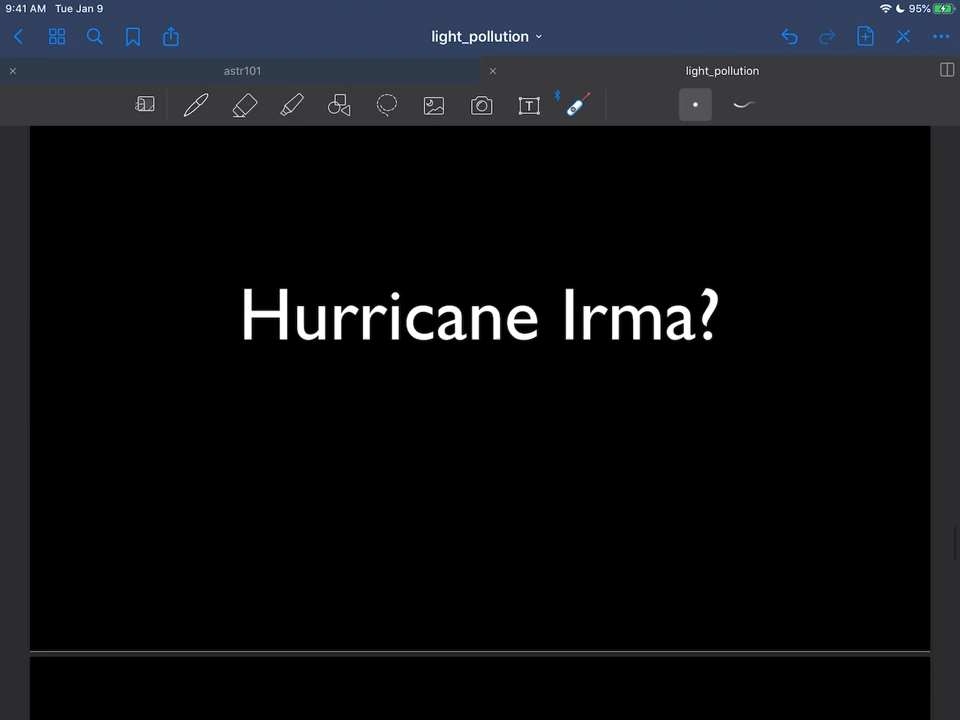 9:41 AM Tue Jan 9 95%
light_pollution
astr101 light_pollution
T
Hurricane Irma?